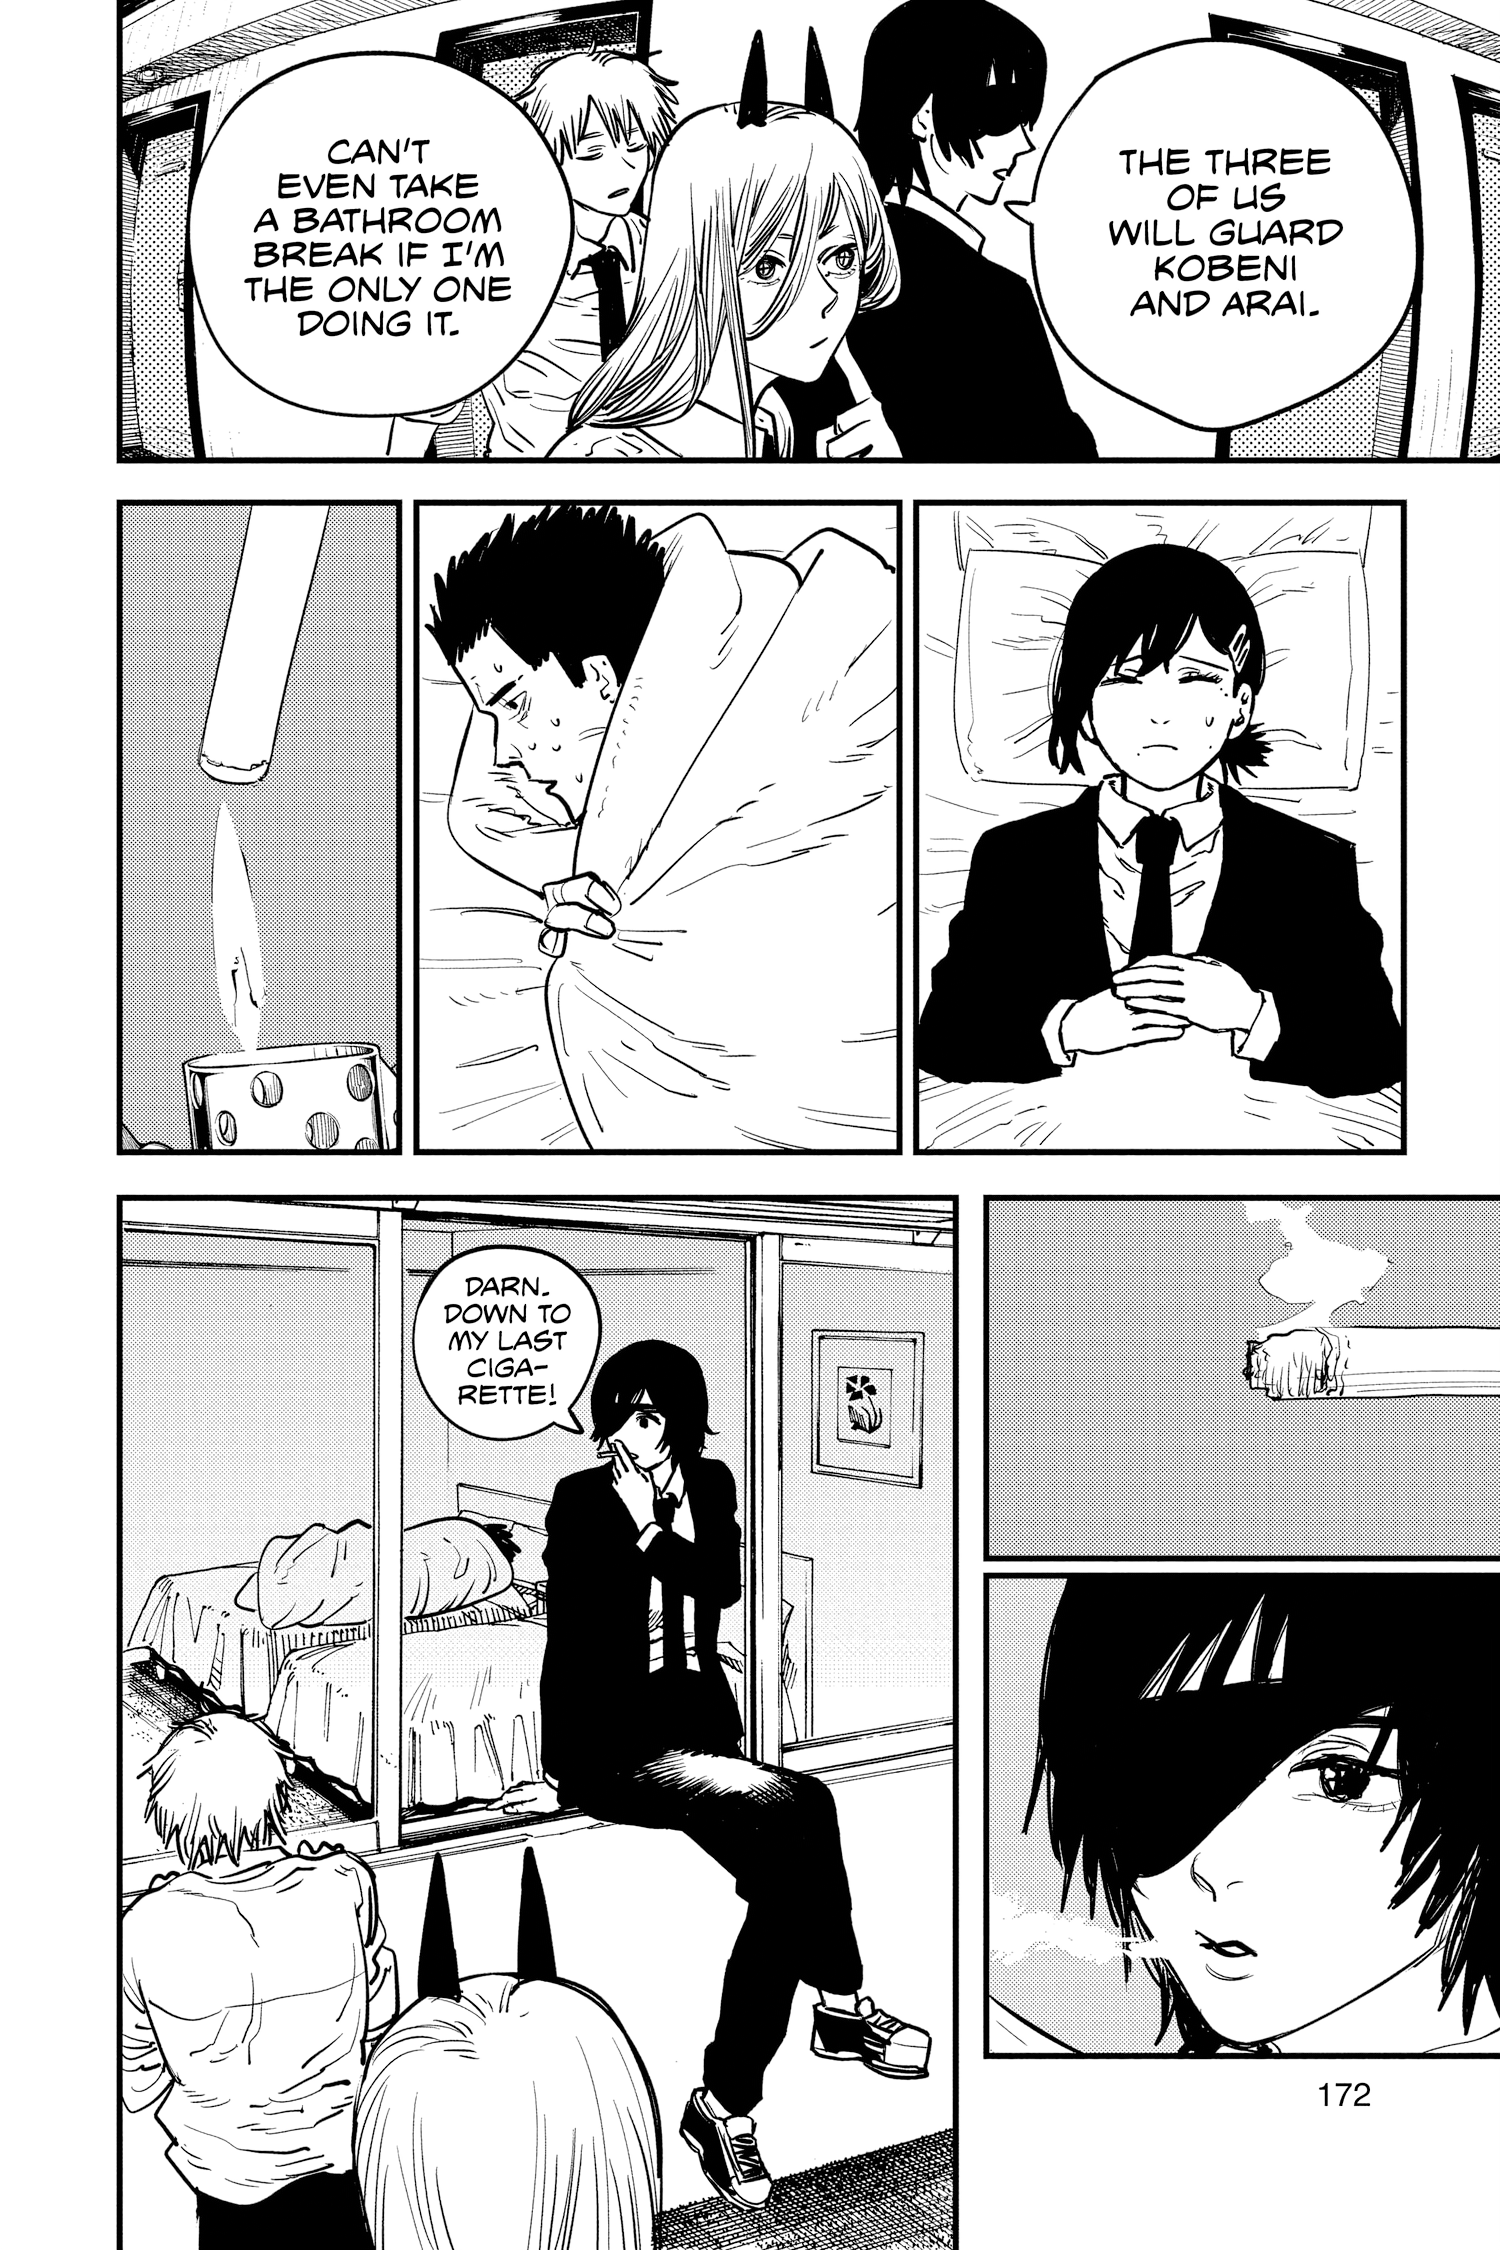 THE THREE
OF US
WILL GUARD
KOBENI
AND ARAI.
CAN'T
EVEN TAKE
A BATHROOM
BREAK IF I'M
THE ONLY ONE
DOING IT.
DARN.
DOWN TO
MY LAST
CIGA-
RETTE!
172